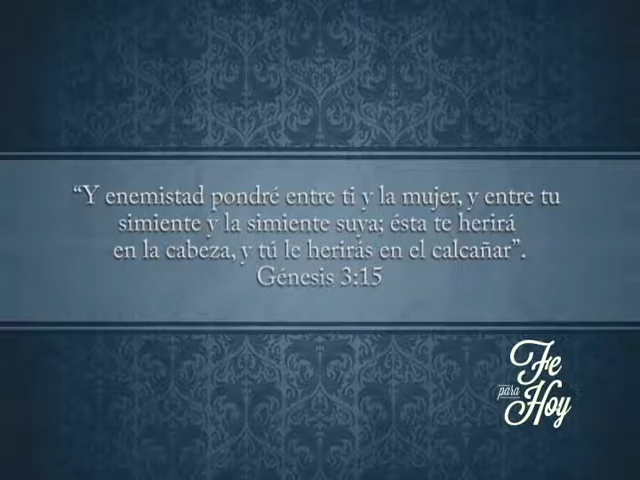 “Y enemistad pondré entre ti y la mujer, y entre tu
simiente y la simiente suya; ésta te herirá
en la cabeza, y tú le herirás en el calcañar”.
Génesis 3:15
Fe
para
Hoy